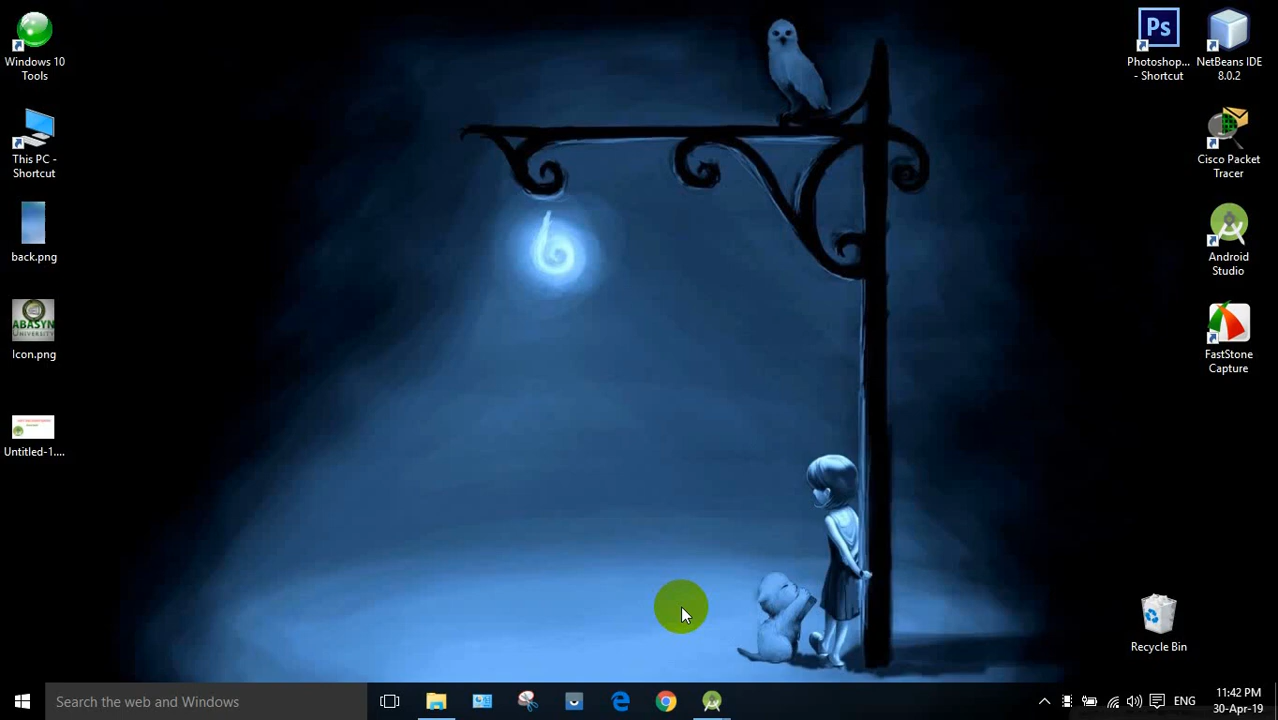 Windows 10
Tools
This PC -
Shortcut
back.png
ABASYN
UNIVERSITY
Icon.png
Untitled-1....
Ps
Photoshop...
- Shortcut
NetBeans IDE
8.0.2
Cisco Packet
Tracer
Android
Studio
FastStone
Capture
Recycle Bin
Search the web and Windows
ENG
11:42 PM
30-Apr-19